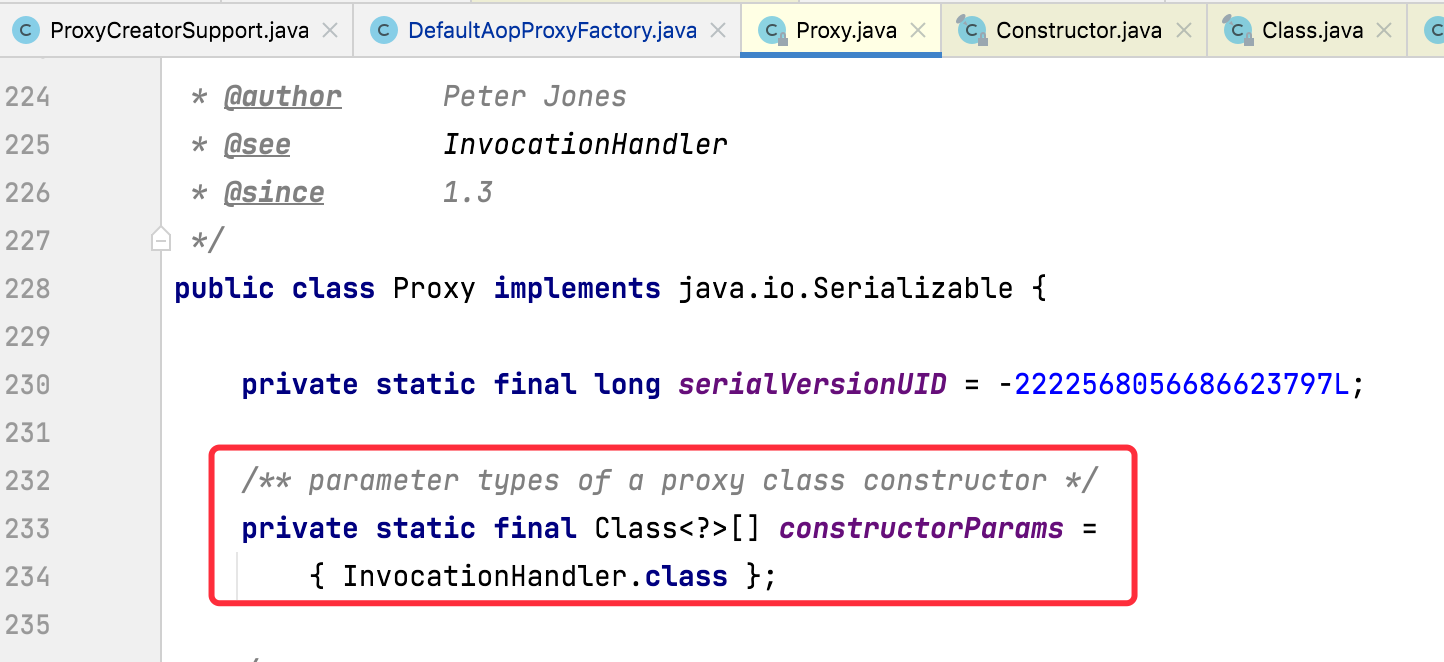 ProxyCreatorSupport.java DefaultAopProxyFactory.java Proxy.java Constructor.java Class.java
224 * @author Peter Jones
225 * @see InvocationHandler
226 * @since 1.3
227 */
228 public class Proxy implements java.io.Serializable {
229
230 private static final long serialVersionUID = -2222568056686623797L;
231
232 /** parameter types of a proxy class constructor */
233 private static final Class<?>[] constructorParams =
234 { InvocationHandler.class };
235